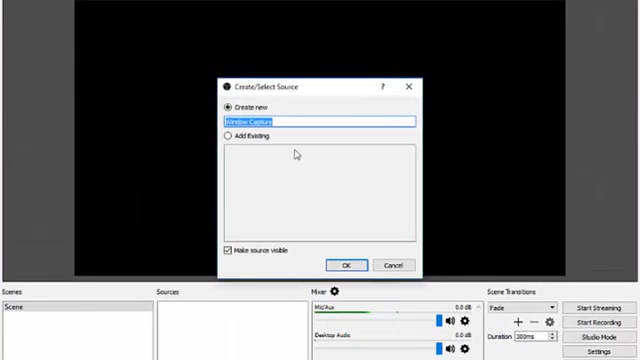 Create/Select Source
?
Create new
Window Capture
Add Existing
Make source visible
OK
Cancel
Scenes
Sources
Mixer
Scene Transitions
Scene
Mic/Aux
0.0 dB
Fade
Start Streaming
Duration
300ms
Start Recording
Desktop Audio
0.0 dB
Studio Mode
Settings